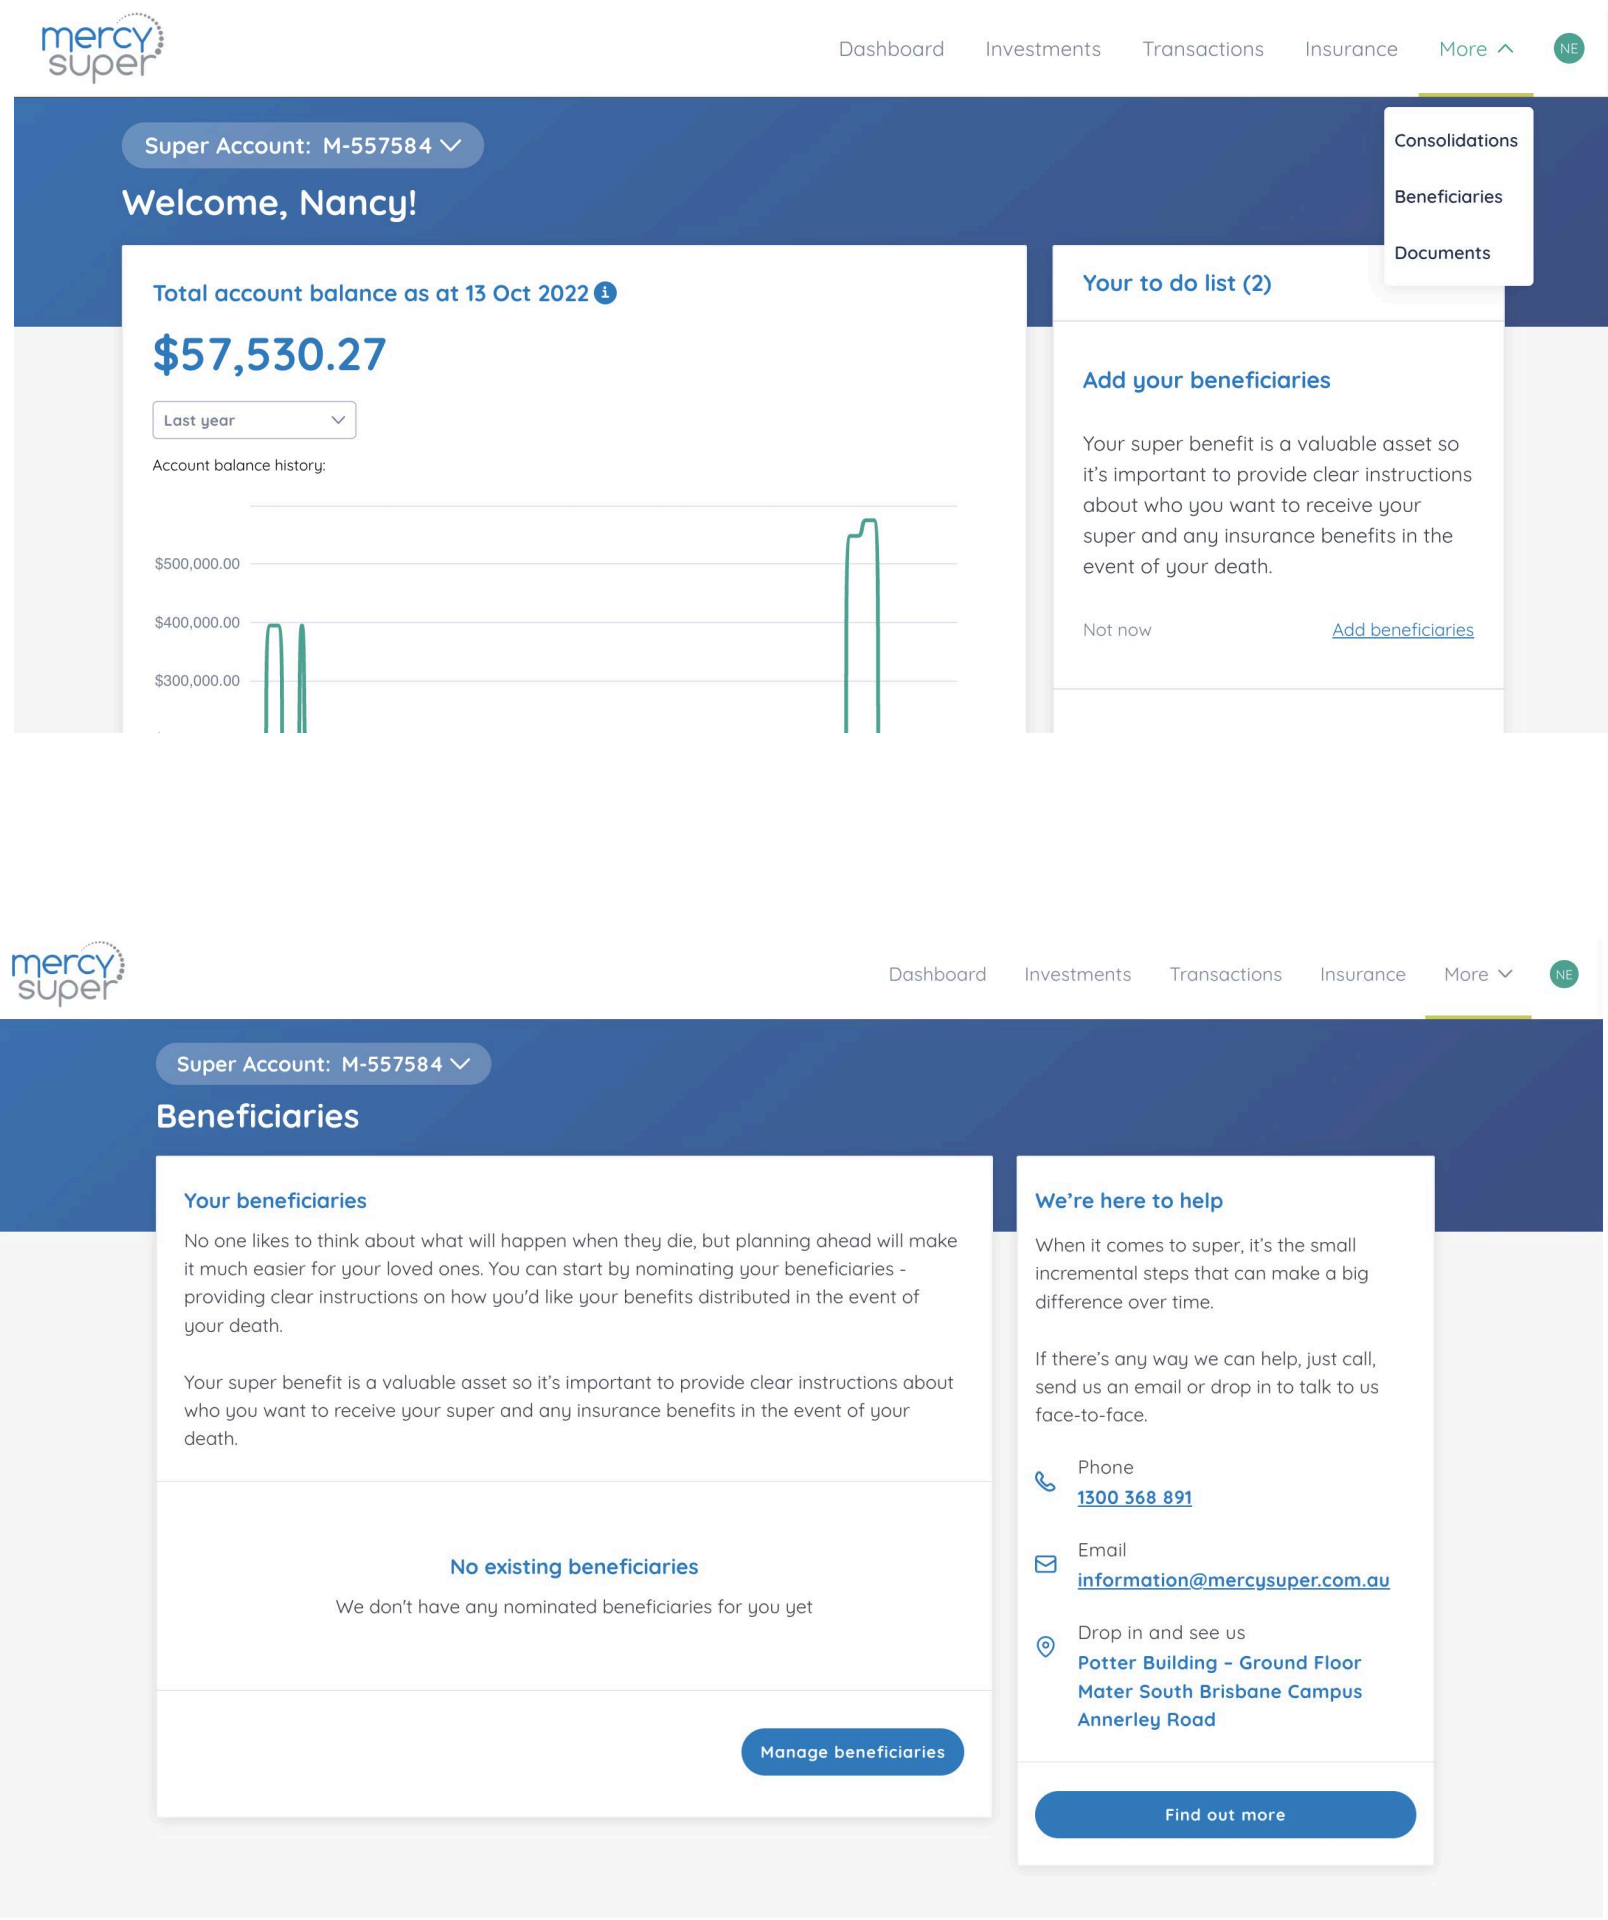 mercy
super
Dashboard Investments Transactions Insurance More
NE
Super Account: M-557584
Consolidations
Beneficiaries
Documents
Welcome, Nancy!
Total account balance as at 13 Oct 2022
$57,530.27
Last year
Account balance history:
$500,000.00
$400,000.00
$300,000.00
Your to do list (2)
Add your beneficiaries
Your super benefit is a valuable asset so
it's important to provide clear instructions
about who you want to receive your
super and any insurance benefits in the
event of your death.
Not now Add beneficiaries
mercy
super
Dashboard Investments Transactions Insurance More
NE
Super Account: M-557584
Beneficiaries
Your beneficiaries
No one likes to think about what will happen when they die, but planning ahead will make
it much easier for your loved ones. You can start by nominating your beneficiaries -
providing clear instructions on how you'd like your benefits distributed in the event of
your death.
Your super benefit is a valuable asset so it's important to provide clear instructions about
who you want to receive your super and any insurance benefits in the event of your
death.
No existing beneficiaries
We don't have any nominated beneficiaries for you yet
Manage beneficiaries
We're here to help
When it comes to super, it's the small
incremental steps that can make a big
difference over time.
If there's any way we can help, just call,
send us an email or drop in to talk to us
face-to-face.
Phone
1300 368 891
Email
information@mercysuper.com.au
Drop in and see us
Potter Building – Ground Floor
Mater South Brisbane Campus
Annerley Road
Find out more